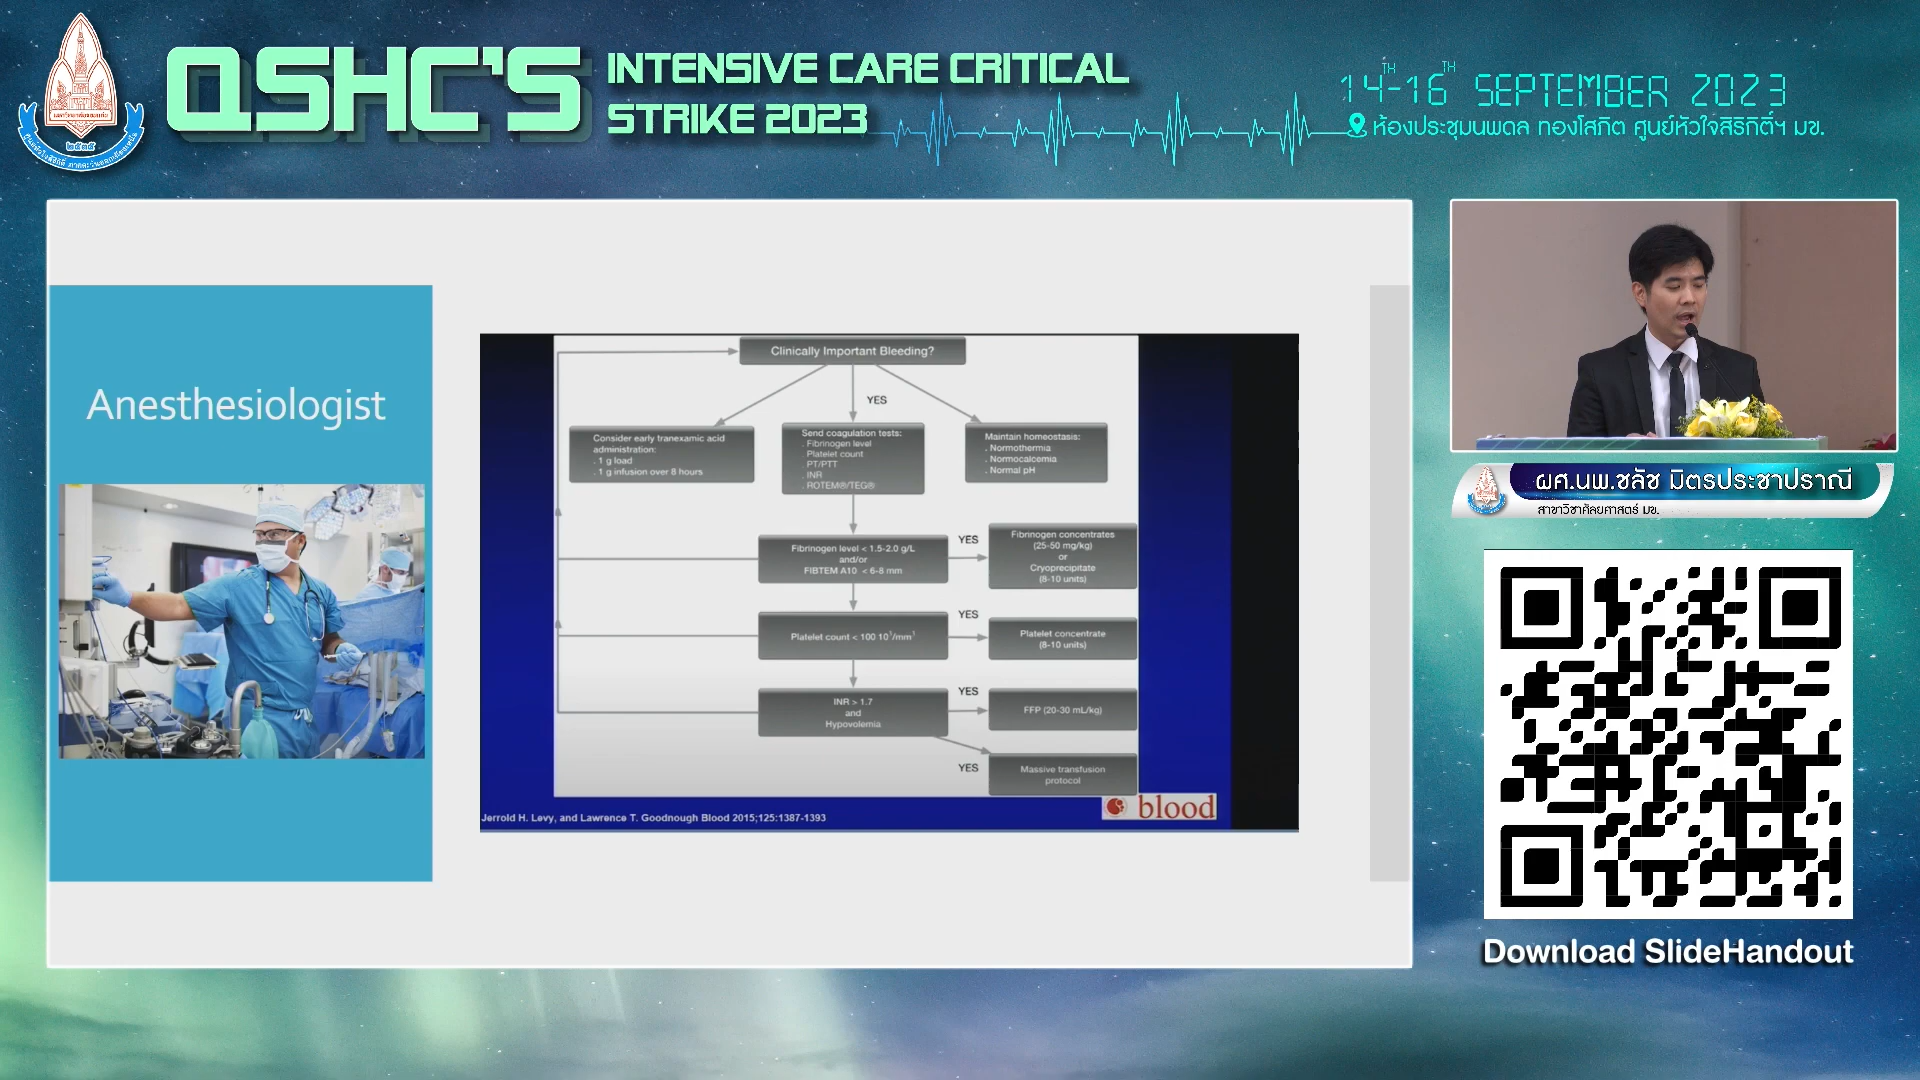 QSHC'S
INTENSIVE CARE CRITICAL
STRIKE 2023
14TH-16TH SEPTEMBER 2023
ห้องประชุมนพดล ทองโสภิต ศูนย์หัวใจสิริกิติ์ฯ มข.
Anesthesiologist
Clinically Important Bleeding?
YES
Consider early tranexamic acid
administration:
. 1 g load
. 1 g infusion over 8 hours
Send coagulation tests:
. Fibrinogen level
. Platelet count
. PT/PTT
. INR
. ROTEM®/TEG®
Maintain homeostasis:
. Normothermia
. Normocalcemia
. Normal pH
Fibrinogen level < 1.5-2.0 g/L
and/or
FIBTEM A10 < 6-8 mm
YES
Fibrinogen concentrates
(25-50 mg/kg)
or
Cryoprecipitate
(8-10 units)
Platelet count < 100 10¹/mm¹
YES
Platelet concentrate
(8-10 units)
INR > 1.7
and
Hypovolemia
YES
FFP (20-30 mL/kg)
YES
Massive transfusion
protocol
blood
Jerrold H. Levy, and Lawrence T. Goodnough Blood 2015;125:1387-1393
ผศ.นพ.ชลัช มิตรประชาปราณี
สาขาวิชาศัลยศาสตร์ มข.
Download SlideHandout